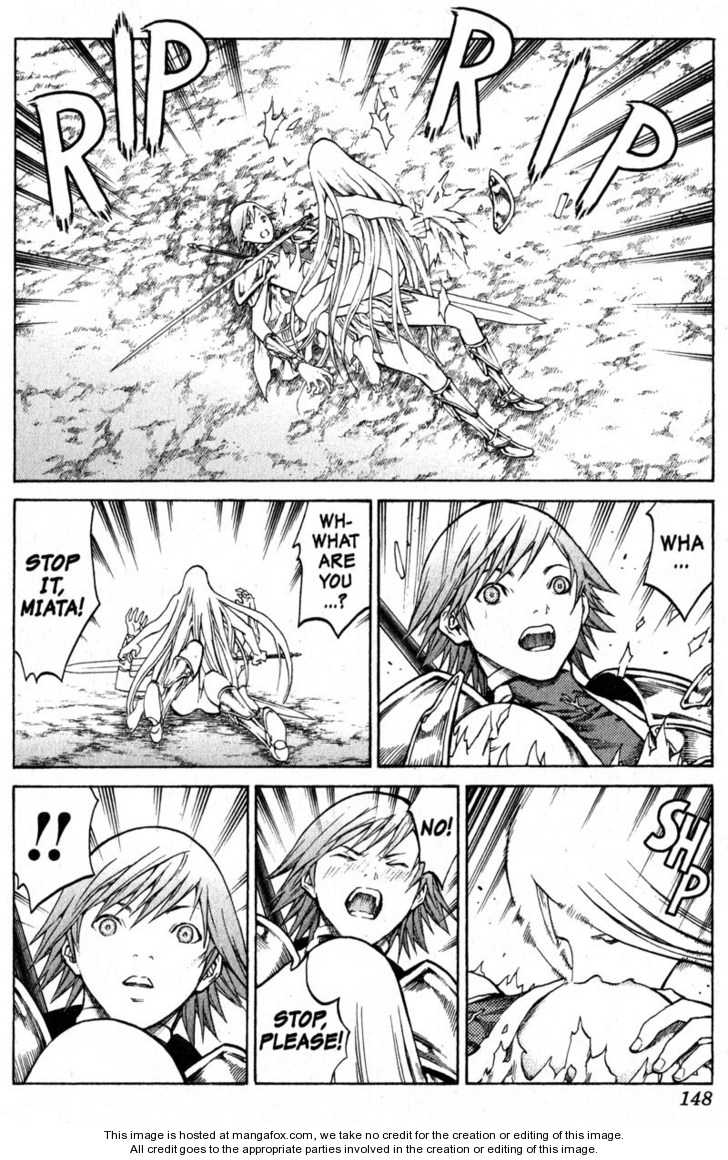 RIP
RIP
WHA
...
WH-
WHAT
ARE
YOU
...?
STOP
IT,
MIATA!
SHP
NO!
STOP,
PLEASE!
!!
148
This image is hosted at mangafox.com, we take no credit for the creation or editing of this image.
All credit goes to the appropriate parties involved in the creation or editing of this image.